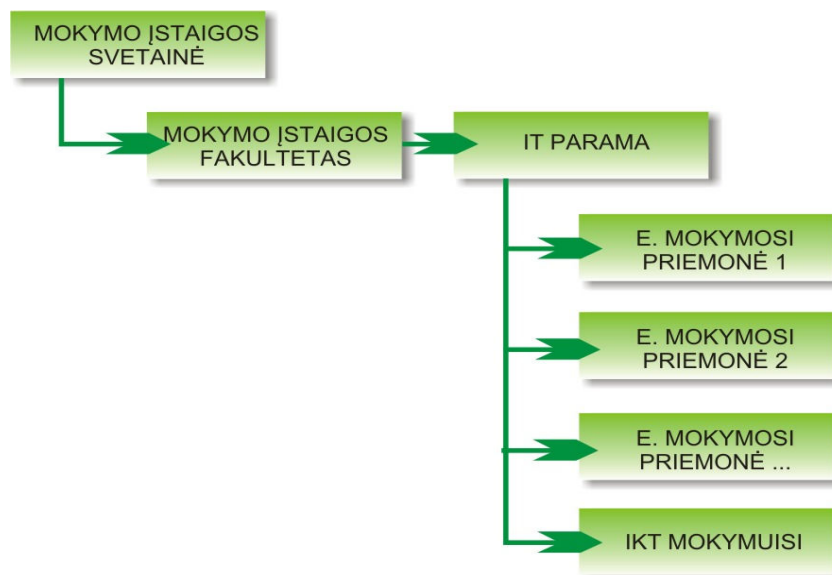 MOKYMO ĮSTAIGOS
SVETAINĖ
MOKYMO ĮSTAIGOS
FAKULTETAS
IT PARAMA
E. MOKYMOSI
PRIEMONĖ 1
E. MOKYMOSI
PRIEMONĖ 2
E. MOKYMOSI
PRIEMONĖ ...
IKT MOKYMUISI